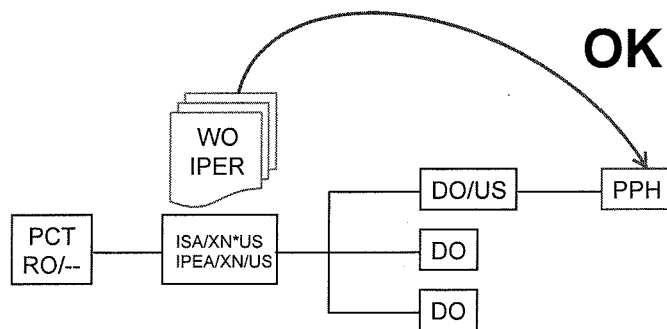 OK
WO
IPER
DO/US
PPH
PCT
RO/--
ISA/XN*US
IPEA/XN/US
DO
DO